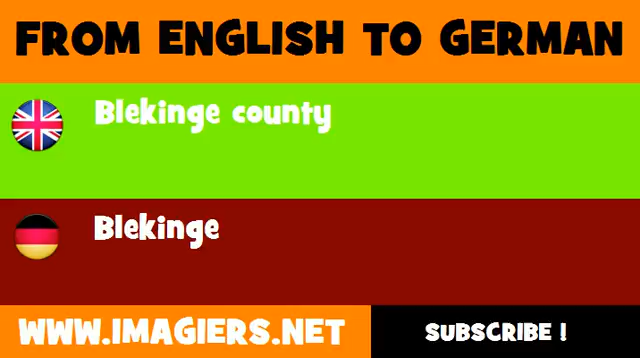 FROM ENGLISH TO GERMAN
Blekinge county
Blekinge
WWW.IMAGIERS.NET
SUBSCRIBE !